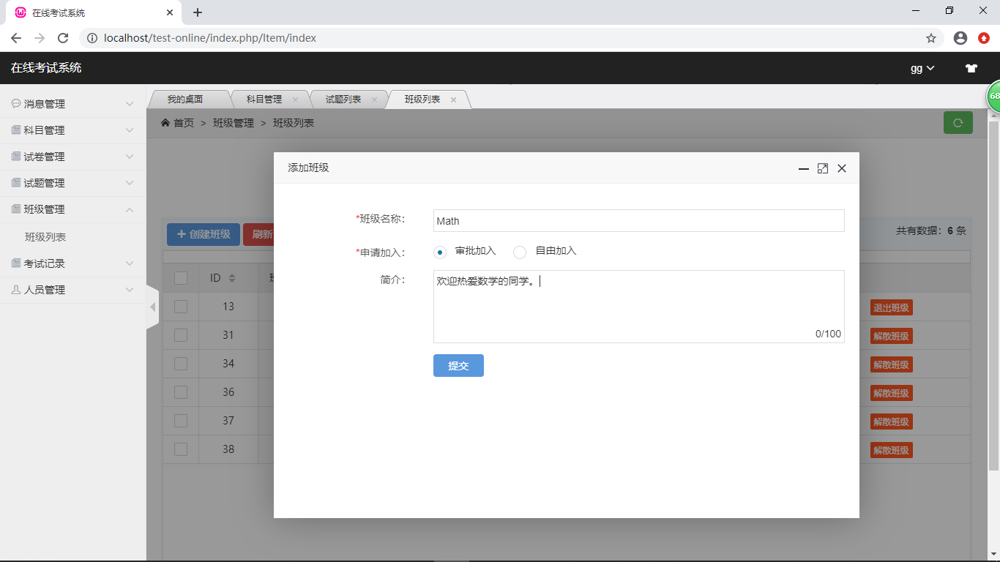 在线考试系统
localhost/test-online/index.php/Item/index
在线考试系统
gg
68
消息管理
科目管理
试卷管理
试题管理
班级管理
班级列表
考试记录
人员管理
我的桌面
科目管理
试题列表
班级列表
首页 > 班级管理 > 班级列表
创建班级
刷新
共有数据：6 条
ID
13
退出班级
31
解散班级
34
解散班级
36
解散班级
37
解散班级
38
解散班级
添加班级
*班级名称：
Math
*申请加入：
审批加入
自由加入
简介：
欢迎热爱数学的同学。
0/100
提交